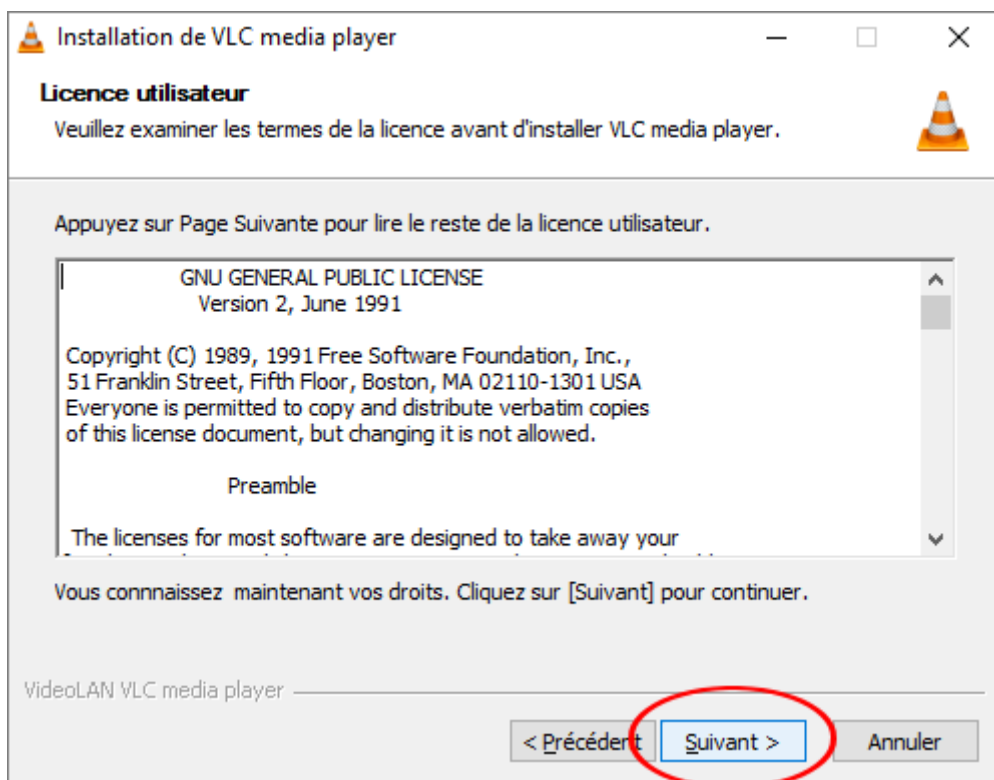 Installation de VLC media player
Licence utilisateur
Veuillez examiner les termes de la licence avant d'installer VLC media player.
Appuyez sur Page Suivante pour lire le reste de la licence utilisateur.
GNU GENERAL PUBLIC LICENSE
Version 2, June 1991
Copyright (C) 1989, 1991 Free Software Foundation, Inc.,
51 Franklin Street, Fifth Floor, Boston, MA 02110-1301 USA
Everyone is permitted to copy and distribute verbatim copies
of this license document, but changing it is not allowed.
Preamble
The licenses for most software are designed to take away your
Vous connnaissez maintenant vos droits. Cliquez sur [Suivant] pour continuer.
VideoLAN VLC media player
< Précédent Suivant > Annuler